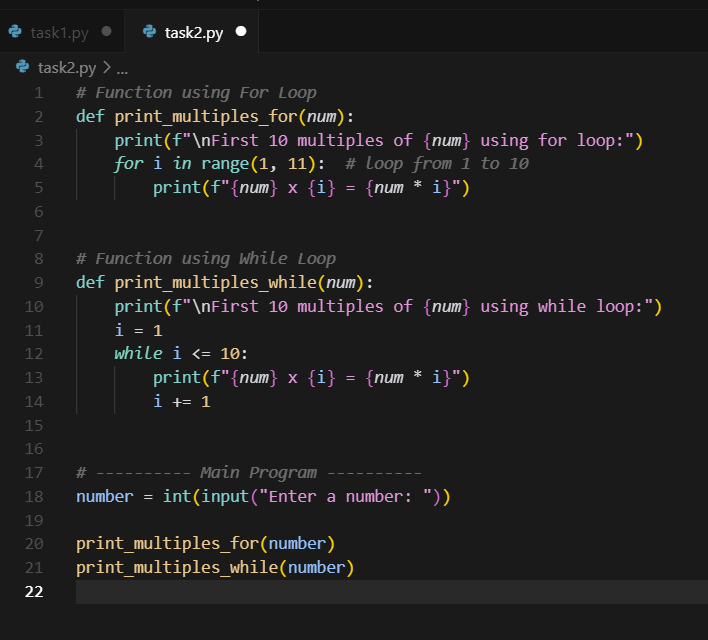 task1.py
task2.py
task2.py > ...
1 # Function using For Loop
2 def print_multiples_for(num):
3     print(f"\nFirst 10 multiples of {num} using for loop:")
4     for i in range(1, 11):  # loop from 1 to 10
5         print(f"{num} x {i} = {num * i}")
6
7
8 # Function using While Loop
9 def print_multiples_while(num):
10     print(f"\nFirst 10 multiples of {num} using while loop:")
11     i = 1
12     while i <= 10:
13         print(f"{num} x {i} = {num * i}")
14         i += 1
15
16
17 # ---------- Main Program ----------
18 number = int(input("Enter a number: "))
19
20 print_multiples_for(number)
21 print_multiples_while(number)
22